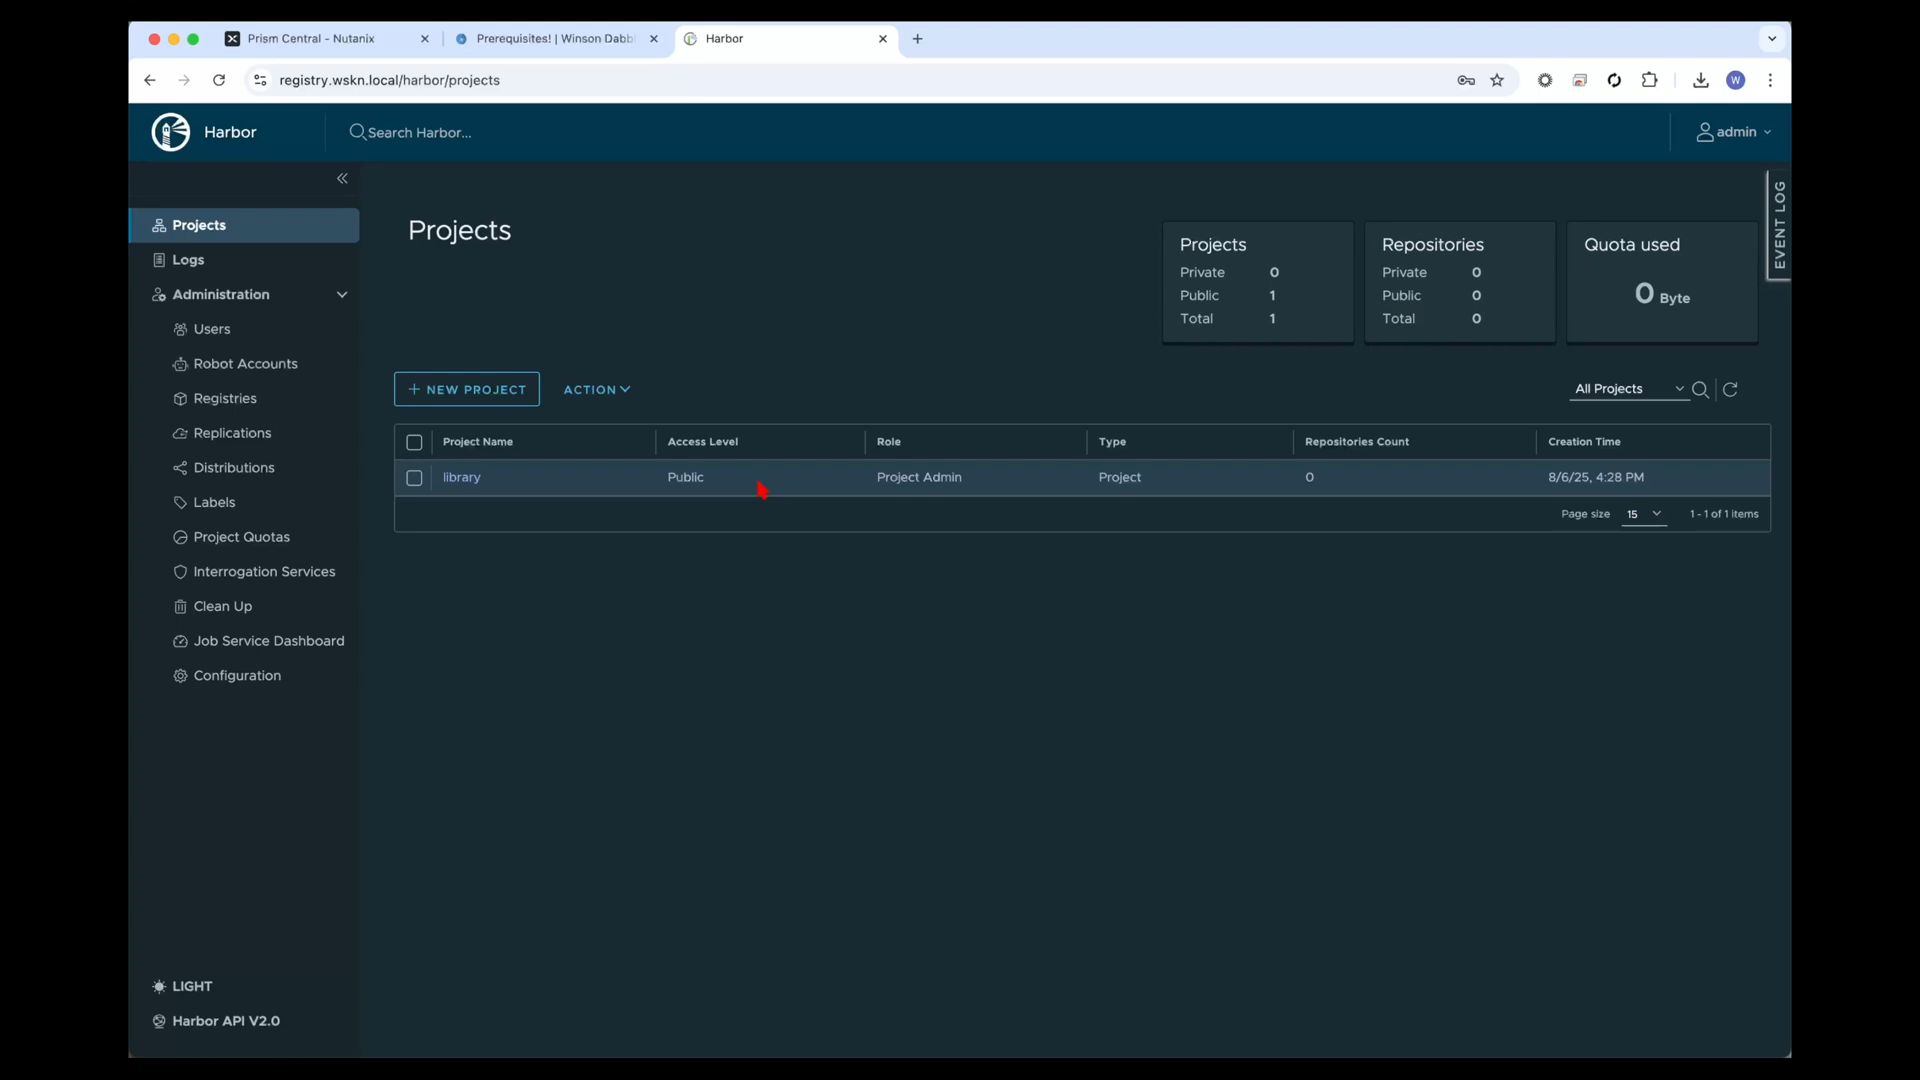 Prism Central - Nutanix
Prerequisites! | Winson Dabbl
Harbor
registry.wskn.local/harbor/projects
W
Harbor
Search Harbor...
admin
EVENT LOG
Projects
Logs
Administration
Users
Robot Accounts
Registries
Replications
Distributions
Labels
Project Quotas
Interrogation Services
Clean Up
Job Service Dashboard
Configuration
LIGHT
Harbor API V2.0
Projects
Projects
Private 0
Public 1
Total 1
Repositories
Private 0
Public 0
Total 0
Quota used
0 Byte
+ NEW PROJECT
ACTION
All Projects
Project Name Access Level Role Type Repositories Count Creation Time
library Public Project Admin Project 0 8/6/25, 4:28 PM
Page size 15 1 - 1 of 1 items